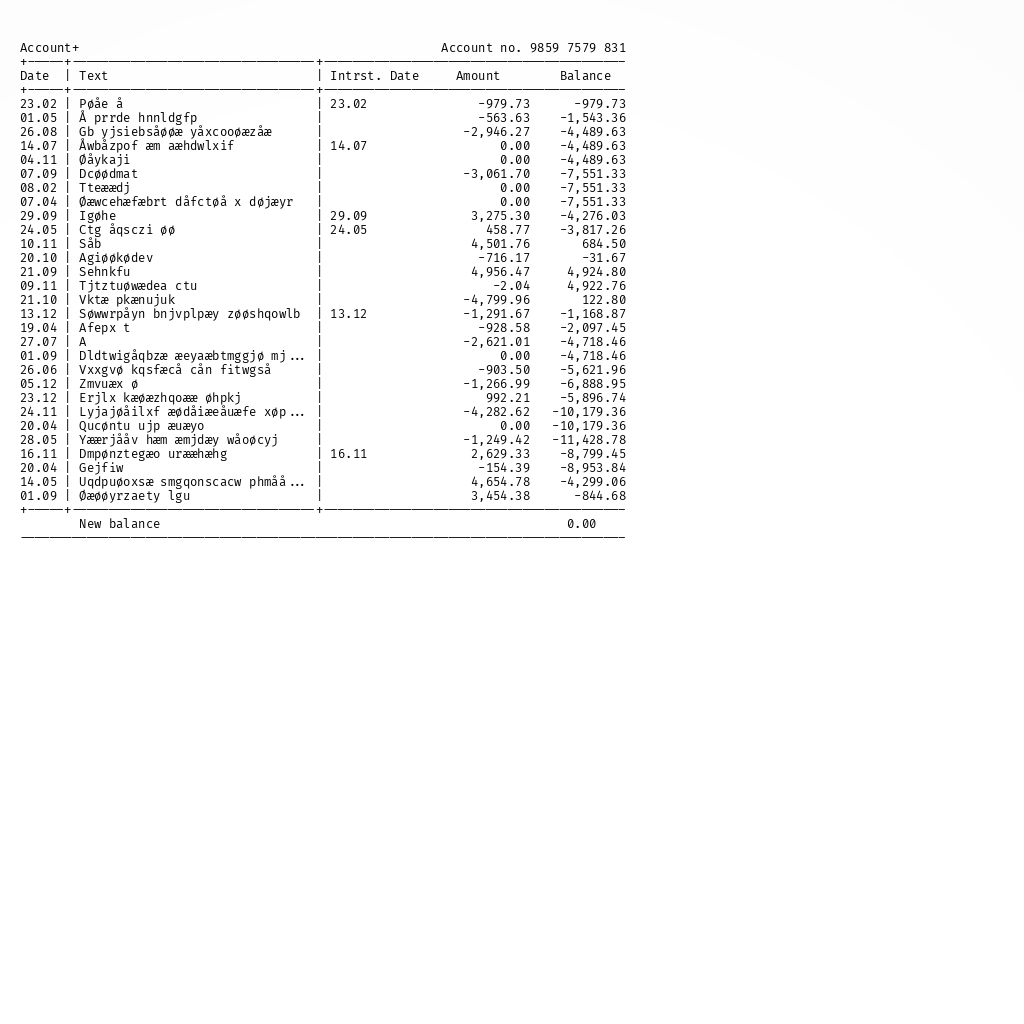 Account+ Account no. 9859 7579 831
Date | Text | Intrst. Date Amount Balance
23.02 | Pøåe å | 23.02 -979.73 -979.73
01.05 | Å prrde hnnldgfp | -563.63 -1,543.36
26.08 | Gb yjsiebsåøøæ yåxcooøæzåæ | -2,946.27 -4,489.63
14.07 | Åwbåzpof æm aæhdwlxif | 14.07 0.00 -4,489.63
04.11 | Øåykaji | 0.00 -4,489.63
07.09 | Dcøødmat | -3,061.70 -7,551.33
08.02 | Tteæædj | 0.00 -7,551.33
07.04 | Øæwcehæfæbrt dåfctøå x døjæyr | 0.00 -7,551.33
29.09 | Igøhe | 29.09 3,275.30 -4,276.03
24.05 | Ctg åqsczi øø | 24.05 458.77 -3,817.26
10.11 | Såb | 4,501.76 684.50
20.10 | Agiøøkødev | -716.17 -31.67
21.09 | Sehnkfu | 4,956.47 4,924.80
09.11 | Tjtztuøwædea ctu | -2.04 4,922.76
21.10 | Vktæ pkænujuk | -4,799.96 122.80
13.12 | Søwwrpåyn bnjvplpæy zøøshqowlb | 13.12 -1,291.67 -1,168.87
19.04 | Afepx t | -928.58 -2,097.45
27.07 | A | -2,621.01 -4,718.46
01.09 | Dldtwigåqbzæ æeyaæbtmggjø mj... | 0.00 -4,718.46
26.06 | Vxxgvø kqsfæcå cån fitwgså | -903.50 -5,621.96
05.12 | Zmvuæx ø | -1,266.99 -6,888.95
23.12 | Erjlx kæøæzhqoææ øhpkj | 992.21 -5,896.74
24.11 | Lyjajøåilxf æødåiæeåuæfe xøp... | -4,282.62 -10,179.36
20.04 | Qucøntu ujp æuæyo | 0.00 -10,179.36
28.05 | Yæærjååv hæm æmjdæy wåoøcyj | -1,249.42 -11,428.78
16.11 | Dmpønztegæo urææhæhg | 16.11 2,629.33 -8,799.45
20.04 | Gejfiw | -154.39 -8,953.84
14.05 | Uqdpuøoxsæ smgqonscacw phmåå... | 4,654.78 -4,299.06
01.09 | Øæøøyrzaety lgu | 3,454.38 -844.68
New balance 0.00